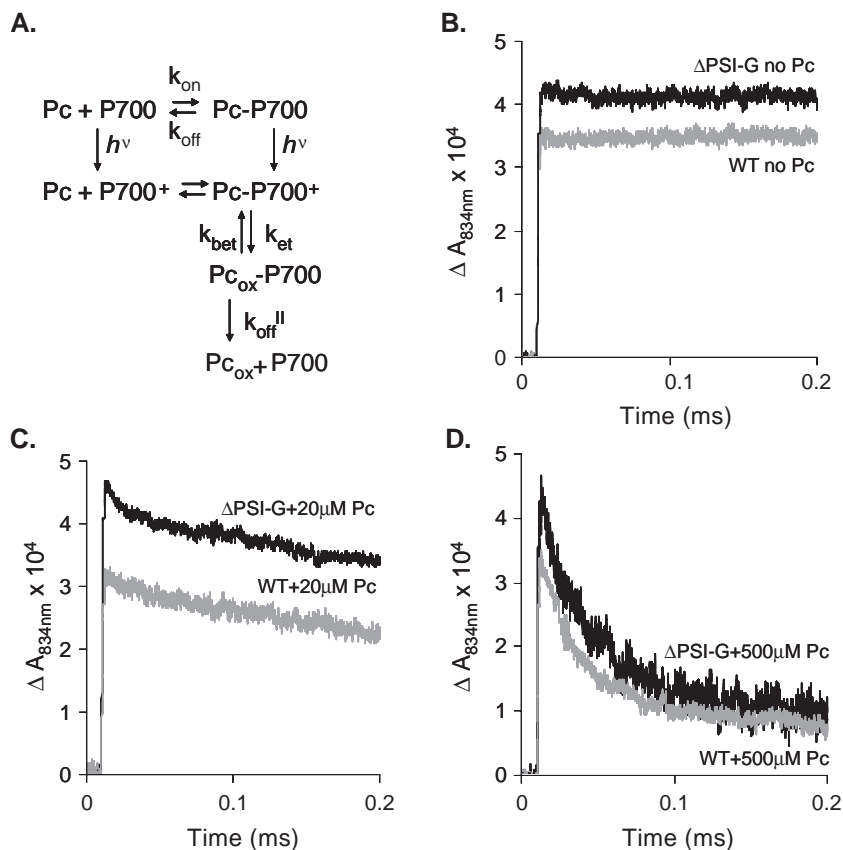 A.
k_on
Pc + P700 ⇌ Pc-P700
k_off
hν hν
Pc + P700⁺ ⇌ Pc-P700⁺
k_bet k_et
Pc_ox-P700
k_off^II
Pc_ox+ P700
B.
5
4
3
2
1
0
Δ A_834nm x 10⁴
ΔPSI-G no Pc
WT no Pc
0 0.1 0.2
Time (ms)
C.
5
4
3
2
1
0
Δ A_834nm x 10⁴
ΔPSI-G+20µM Pc
WT+20µM Pc
0 0.1 0.2
Time (ms)
D.
5
4
3
2
1
0
Δ A_834nm x 10⁴
ΔPSI-G+500µM Pc
WT+500µM Pc
0 0.1 0.2
Time (ms)